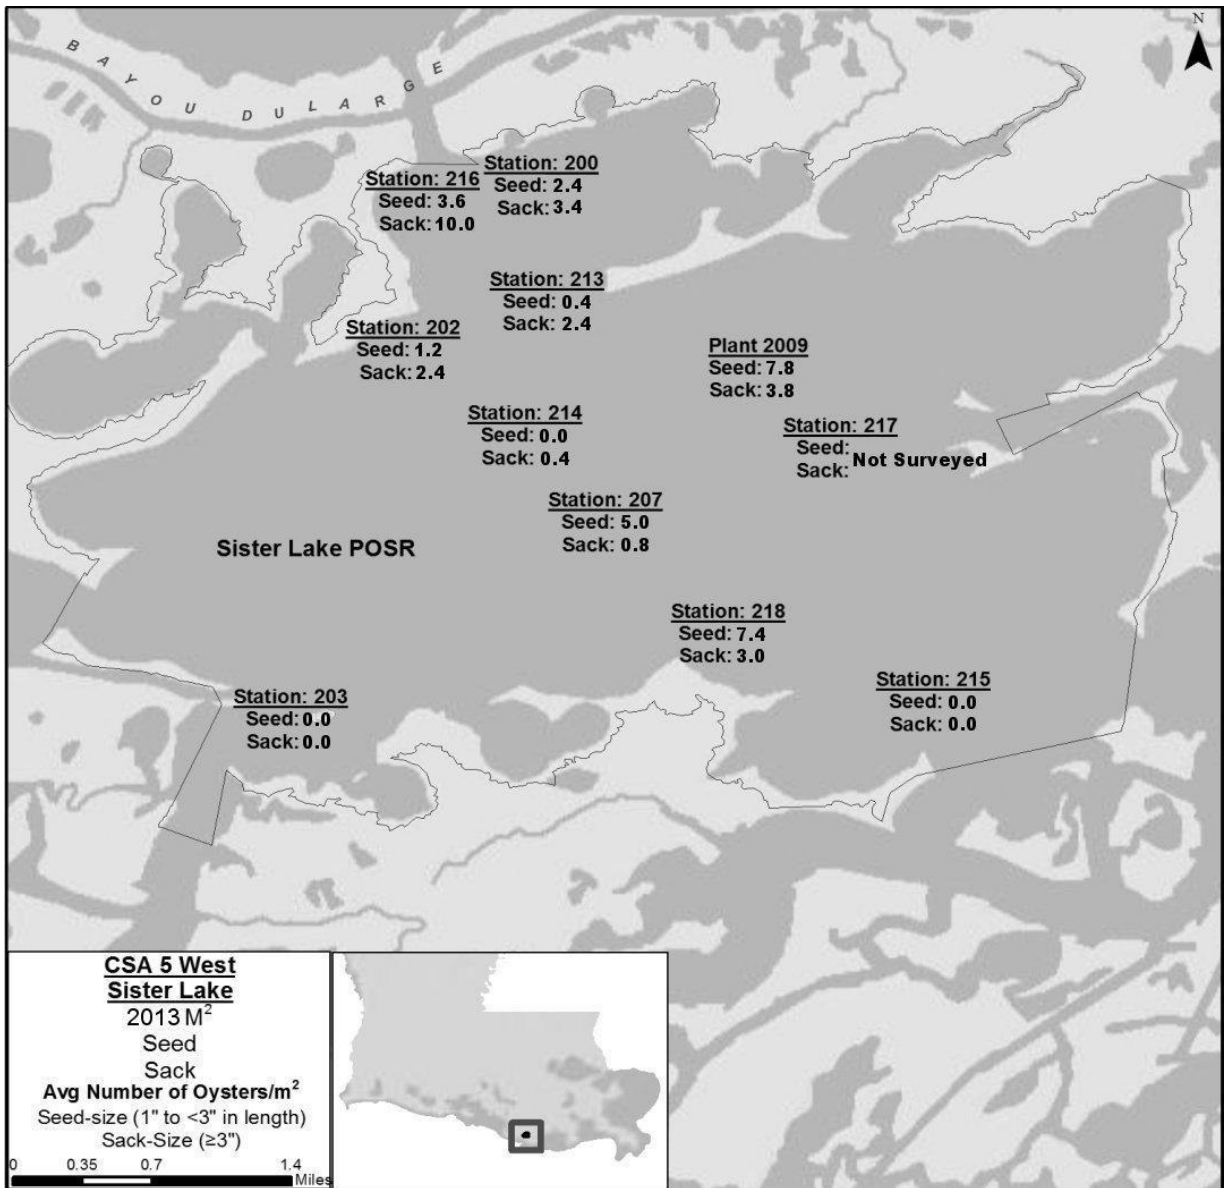 N
BAYOU DULARGE
Station: 200
Seed: 2.4
Sack: 3.4
Station: 216
Seed: 3.6
Sack: 10.0
Station: 213
Seed: 0.4
Sack: 2.4
Station: 202
Seed: 1.2
Sack: 2.4
Plant 2009
Seed: 7.8
Sack: 3.8
Station: 214
Seed: 0.0
Sack: 0.4
Station: 217
Seed:
Sack:
Not Surveyed
Station: 207
Seed: 5.0
Sack: 0.8
Sister Lake POSR
Station: 218
Seed: 7.4
Sack: 3.0
Station: 215
Seed: 0.0
Sack: 0.0
Station: 203
Seed: 0.0
Sack: 0.0
CSA 5 West
Sister Lake
2013 M²
Seed
Sack
Avg Number of Oysters/m²
Seed-size (1" to <3" in length)
Sack-Size (≥3")
0 0.35 0.7 1.4
Miles